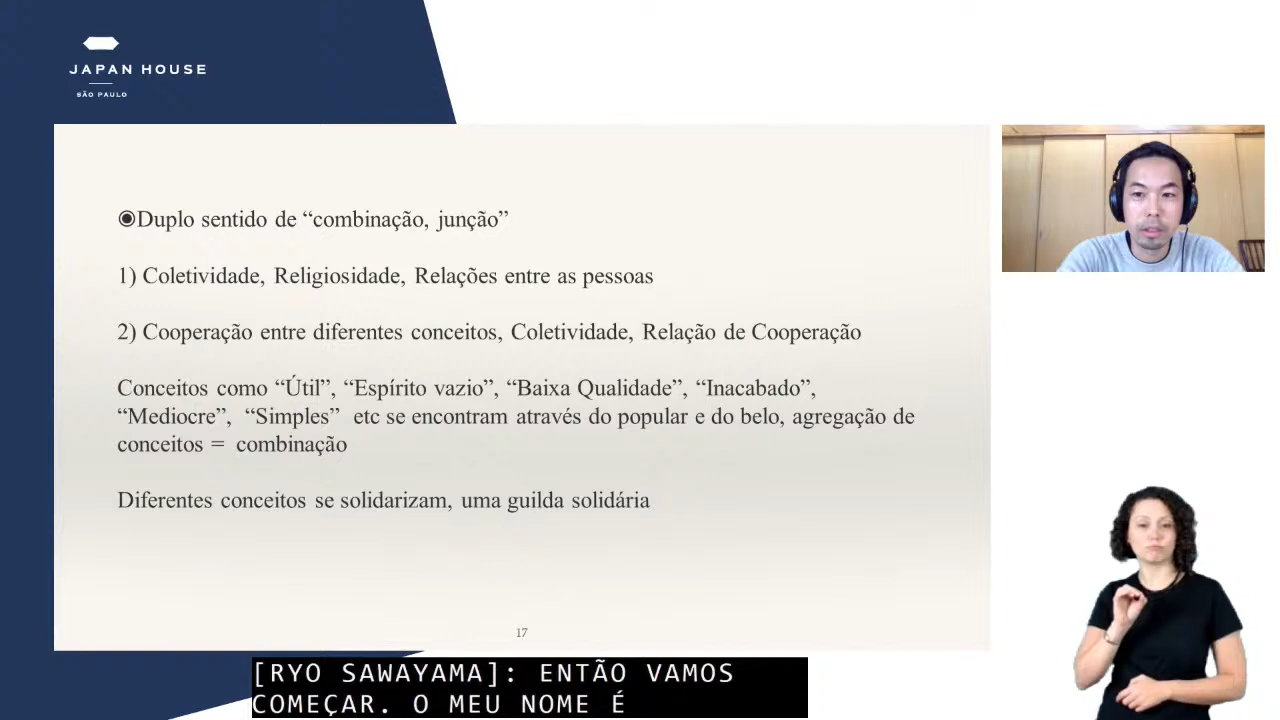 JAPAN HOUSE
SÃO PAULO
◉Duplo sentido de “combinação, junção”
1) Coletividade, Religiosidade, Relações entre as pessoas
2) Cooperação entre diferentes conceitos, Coletividade, Relação de Cooperação
Conceitos como “Útil”, “Espírito vazio”, “Baixa Qualidade”, “Inacabado”,
“Mediocre”, “Simples” etc se encontram através do popular e do belo, agregação de
conceitos = combinação
Diferentes conceitos se solidarizam, uma guilda solidária
17
[RYO SAWAYAMA]: ENTÃO VAMOS
COMEÇAR. O MEU NOME É